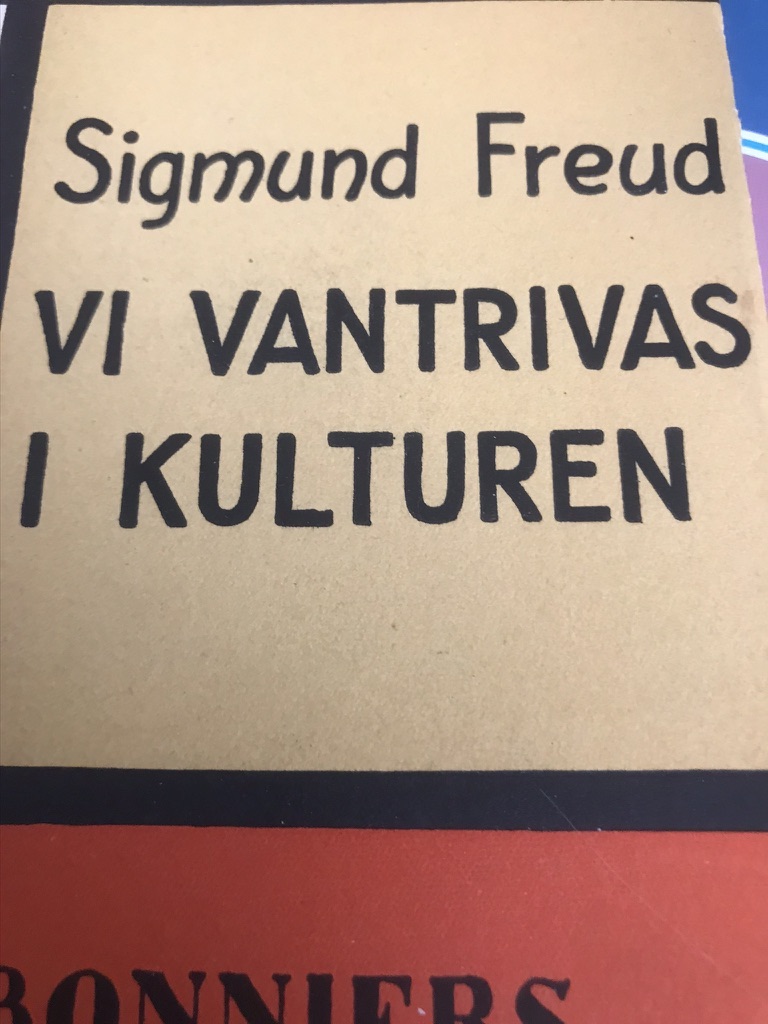 Sigmund Freud
VI VANTRIVAS
I KULTUREN
BONNIERS